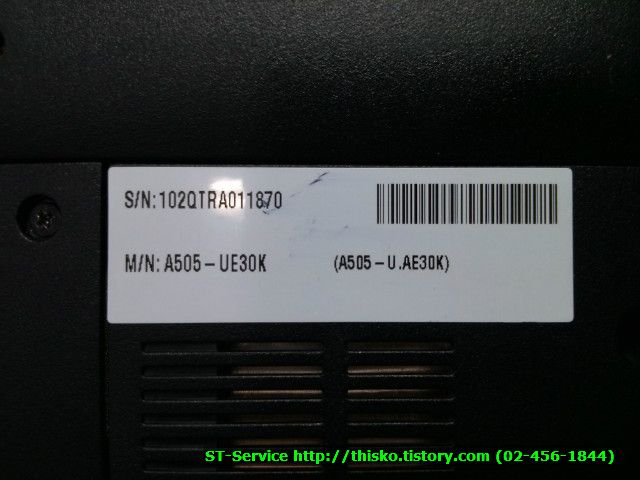 S/N:102QTRA011870
M/N: A505-UE30K (A505-U.AE30K)
ST-Service http://thisko.tistory.com (02-456-1844)